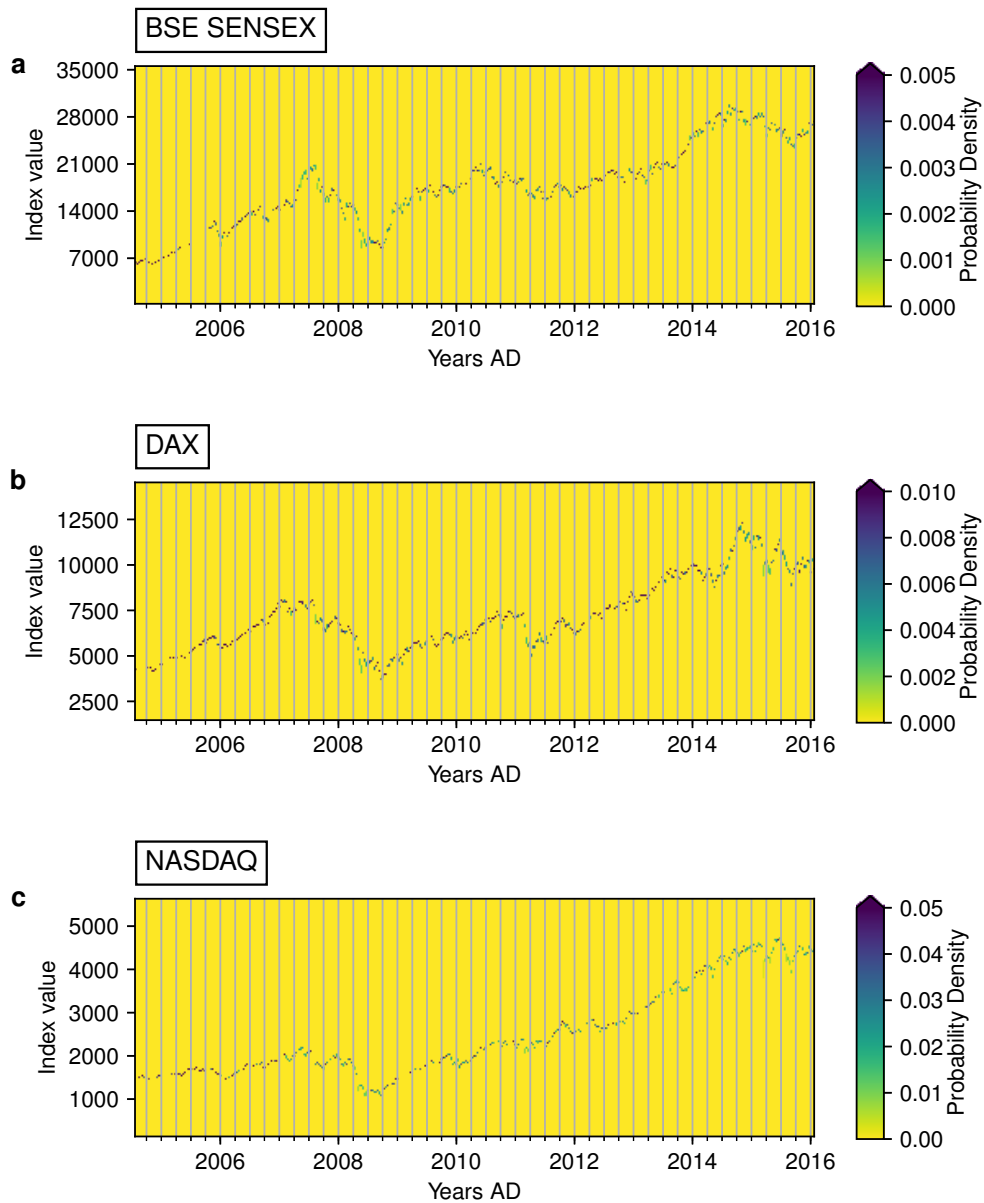 BSE SENSEX
a
35000
28000
21000
14000
7000
Index value
2006 2008 2010 2012 2014 2016
Years AD
0.005
0.004
0.003
0.002
0.001
0.000
Probability Density
DAX
b
12500
10000
7500
5000
2500
Index value
2006 2008 2010 2012 2014 2016
Years AD
0.010
0.008
0.006
0.004
0.002
0.000
Probability Density
NASDAQ
c
5000
4000
3000
2000
1000
Index value
2006 2008 2010 2012 2014 2016
Years AD
0.05
0.04
0.03
0.02
0.01
0.00
Probability Density